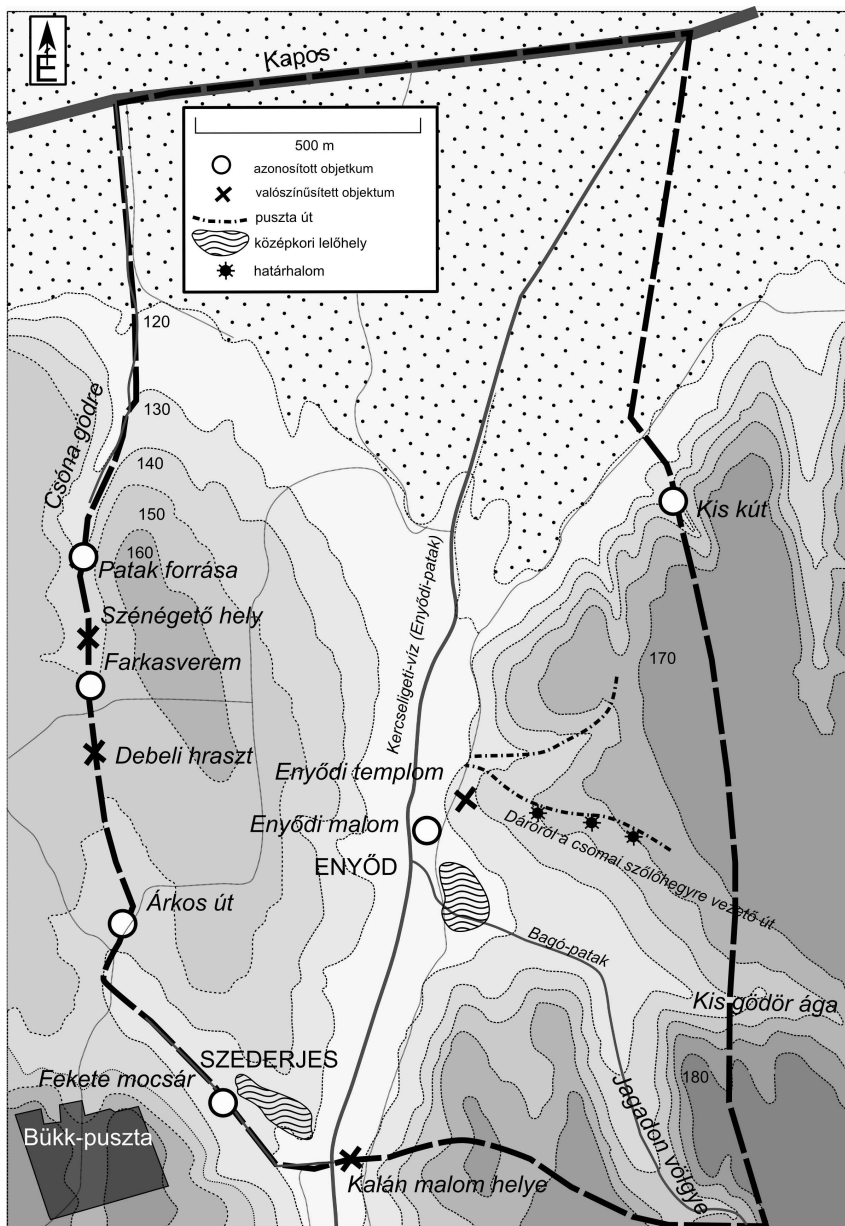 É
Kapos
500 m
azonosított objetkum
valószínűsített objektum
puszta út
középkori lelőhely
határhalom
120
130
140
150
160
Csóna gödre
Kis kút
Patak forrása
Szénégető hely
Farkasverem
Kercseligeti-víz (Enyődi-patak)
170
Debeli hraszt
Enyődi templom
Enyődi malom
Dáróról a csomai szőlőhegyre vezető út
ENYŐD
Árkos út
Bagó-patak
Kis gödör ága
SZEDERJES
Fekete mocsár
180
Jagadon völgye
Bükk-puszta
Kalán malom helye